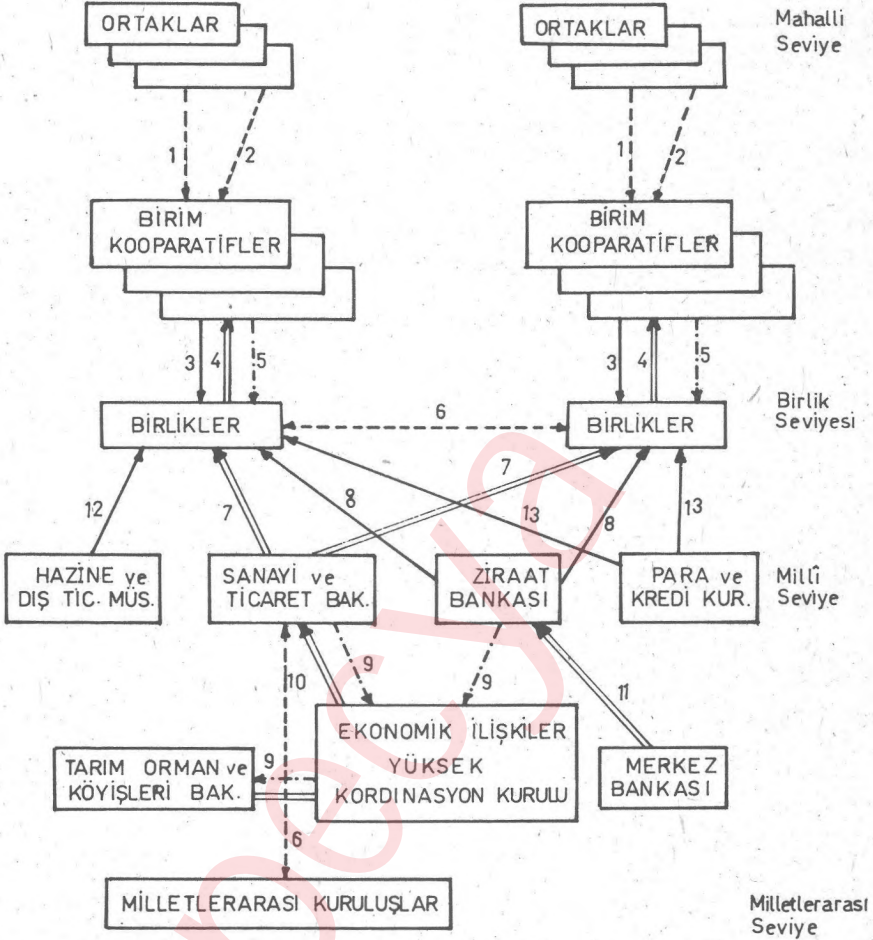 ORTAKLAR
ORTAKLAR
Mahalli
Seviye
1
2
1
2
BİRİM
KOOPARATİFLER
BİRİM
KOOPARATİFLER
3
4
5
3
4
5
BİRLİKLER
6
BİRLİKLER
Birlik
Seviyesi
12
7
8
7
13
8
13
HAZİNE ve
DIŞ TİC. MÜS.
SANAYİ ve
TİCARET BAK.
ZİRAAT
BANKASI
PARA ve
KREDİ KUR.
Millî
Seviye
10
9
9
11
EKONOMİK İLİŞKİLER
YÜKSEK
KORDINASYON KURULU
TARIM ORMAN ve
KÖYİŞLERİ BAK.
9
MERKEZ
BANKASI
6
MİLLETLERARASI KURULUŞLAR
Milletlerarası
Seviye
pecya